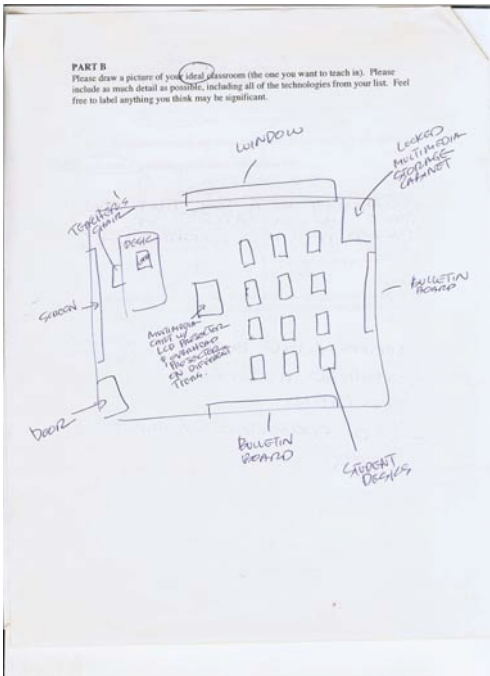 PART B
Please draw a picture of your ideal classroom (the one you want to teach in). Please
include as much detail as possible, including all of the technologies from your list. Feel
free to label anything you think may be significant.
WINDOW
LOCKED
MULTIMEDIA
STORAGE
CABINET
TEACHER'S
CHAIR
DESK
SCREEN
BULLETIN
BOARD
MULTIMEDIA
CART W/
LCD PROJECTOR
& OVERHEAD
PROJECTOR
ON DIFFERENT
DOOR
BULLETIN
BOARD
STUDENT
DESKS